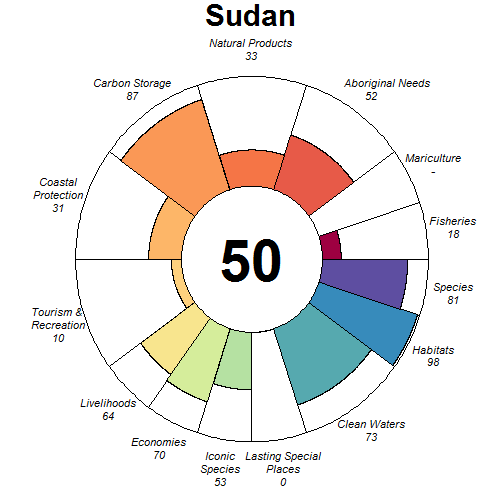 Sudan
Natural Products
33
Carbon Storage
87
Aboriginal Needs
52
Mariculture
-
Coastal
Protection
31
Fisheries
18
50
Species
81
Tourism &
Recreation
10
Habitats
98
Livelihoods
64
Clean Waters
73
Economies
70
Iconic
Species
53
Lasting Special
Places
0